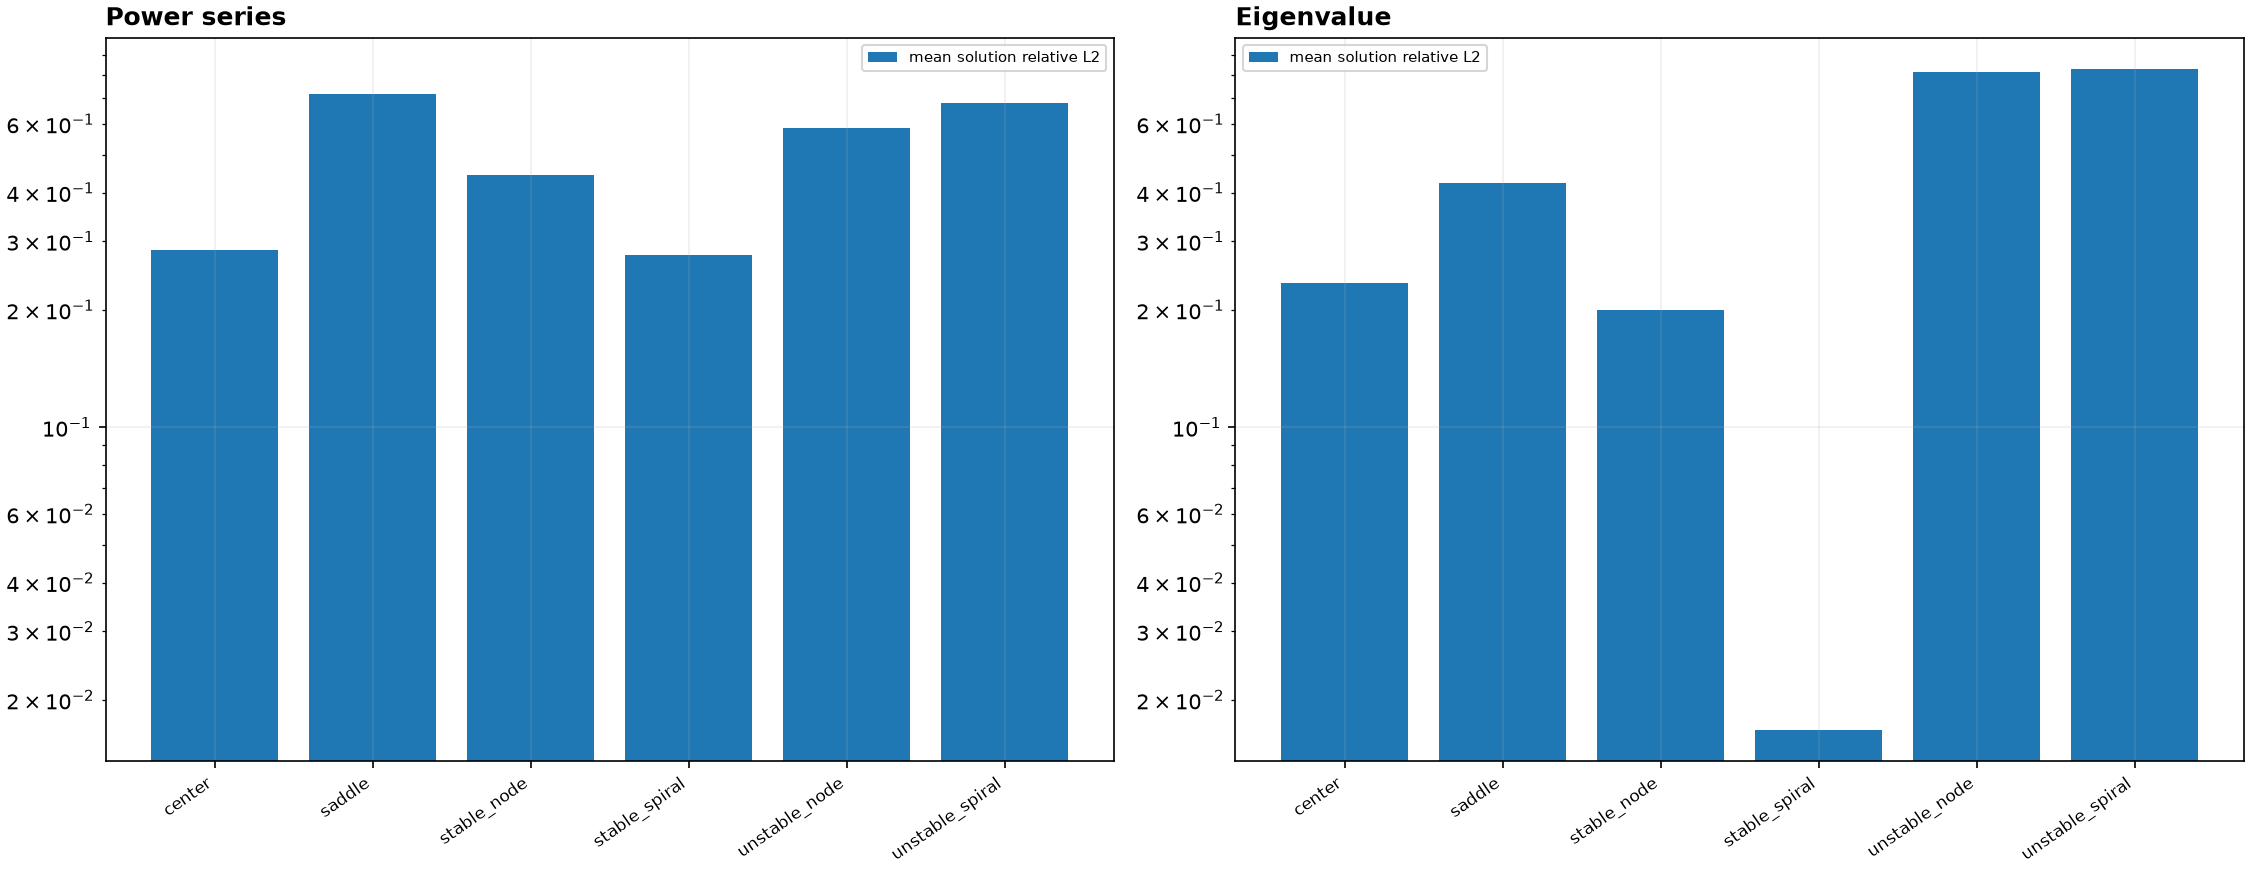 Power series
mean solution relative L2
6 × 10⁻¹
4 × 10⁻¹
3 × 10⁻¹
2 × 10⁻¹
10⁻¹
6 × 10⁻²
4 × 10⁻²
3 × 10⁻²
2 × 10⁻²
center
saddle
stable_node
stable_spiral
unstable_node
unstable_spiral
Eigenvalue
mean solution relative L2
6 × 10⁻¹
4 × 10⁻¹
3 × 10⁻¹
2 × 10⁻¹
10⁻¹
6 × 10⁻²
4 × 10⁻²
3 × 10⁻²
2 × 10⁻²
center
saddle
stable_node
stable_spiral
unstable_node
unstable_spiral